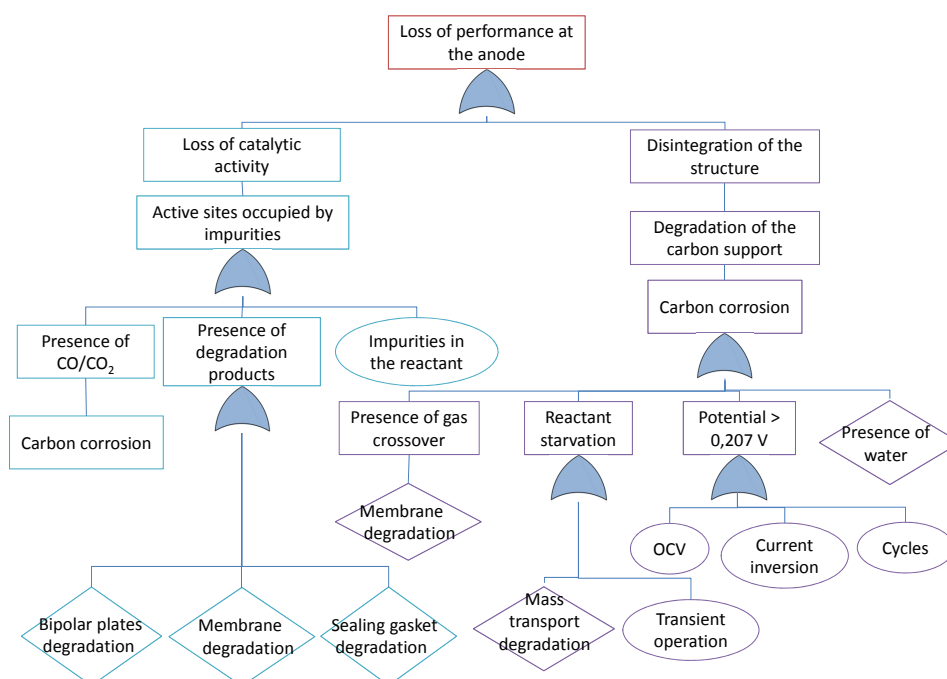 Loss of performance at
the anode
Loss of catalytic
activity
Disintegration of the
structure
Active sites occupied by
impurities
Degradation of the
carbon support
Carbon corrosion
Presence of
CO/CO₂
Presence of
degradation
products
Impurities in
the reactant
Carbon corrosion
Presence of gas
crossover
Reactant
starvation
Potential >
0,207 V
Presence of
water
Membrane
degradation
OCV
Current
inversion
Cycles
Bipolar plates
degradation
Membrane
degradation
Sealing gasket
degradation
Mass
transport
degradation
Transient
operation